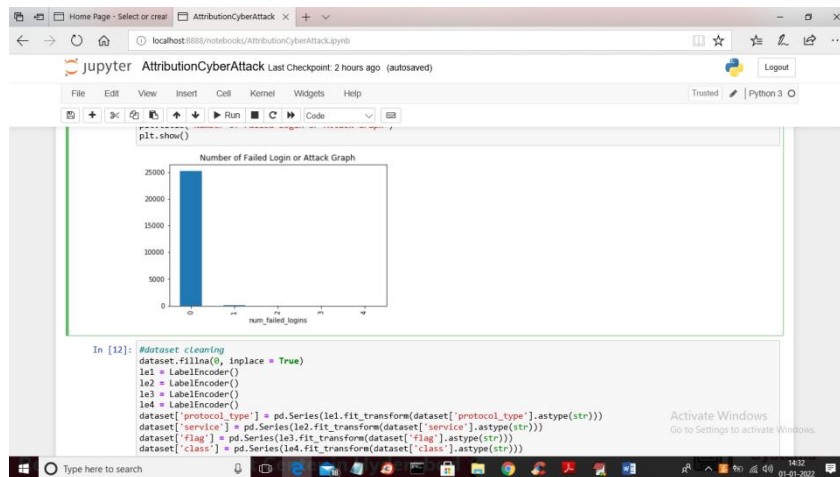 Home Page - Select or creat
AttributionCyberAttack
localhost:8888/notebooks/AttributionCyberAttack.ipynb
jupyter AttributionCyberAttack Last Checkpoint: 2 hours ago (autosaved)
Logout
File Edit View Insert Cell Kernel Widgets Help
Trusted Python 3
Run Code
plt.show()
Number of Failed Login or Attack Graph
25000
20000
15000
10000
5000
0
0 1 2 3 4
num_failed_logins
In [12]: #dataset cleaning
dataset.fillna(0, inplace = True)
le1 = LabelEncoder()
le2 = LabelEncoder()
le3 = LabelEncoder()
le4 = LabelEncoder()
dataset['protocol_type'] = pd.Series(le1.fit_transform(dataset['protocol_type'].astype(str)))
dataset['service'] = pd.Series(le2.fit_transform(dataset['service'].astype(str)))
dataset['flag'] = pd.Series(le3.fit_transform(dataset['flag'].astype(str)))
dataset['class'] = pd.Series(le4.fit_transform(dataset['class'].astype(str)))
Activate Windows
Go to Settings to activate Windows.
Type here to search
14:32
01-01-2022